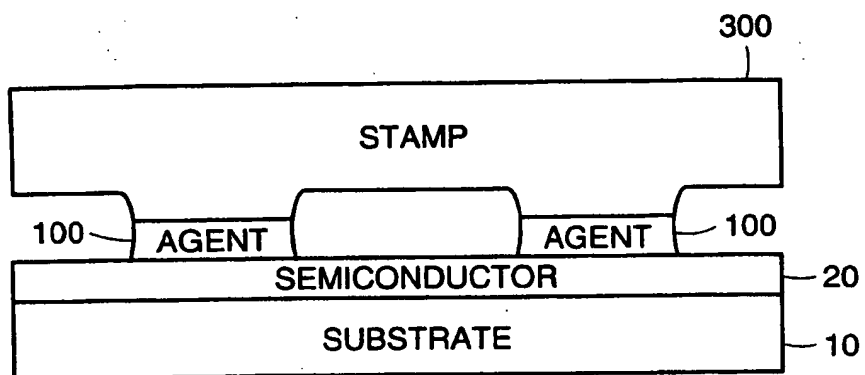 300
STAMP
100 AGENT AGENT 100
SEMICONDUCTOR 20
SUBSTRATE 10